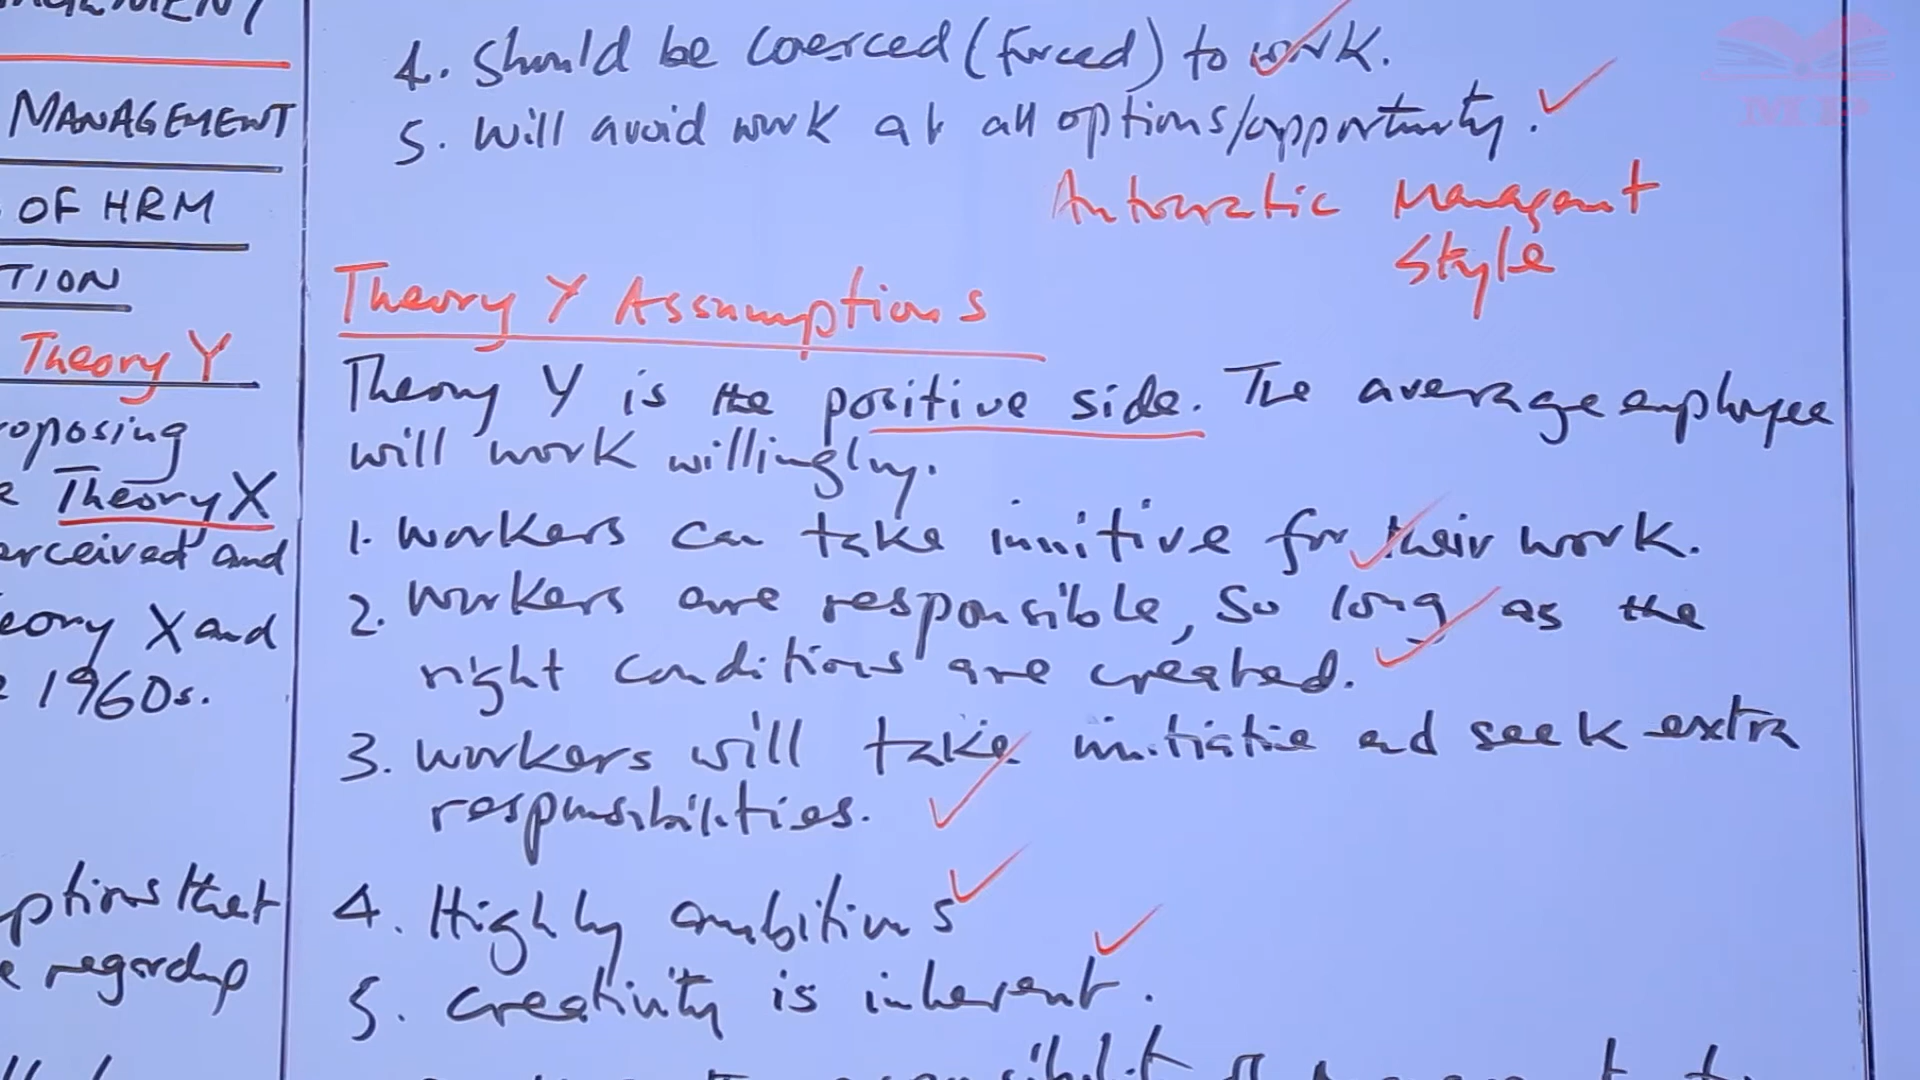 MANAGEMENT
OF HRM
TION
Theory Y
oposing
Theory X
erceived and
eory X and
1960s.
ptions that
e regarding
4. Should be coerced (forced) to work.
5. Will avoid work at all options/opportunity.
Autocratic Managemt
Style
Theory Y Assumptions
Theory Y is the positive side. The average employee
will work willingly.
1. Workers can take initive for their work.
2. Workers are responsible, so long as the
right conditions are created.
3. Workers will take initiative and seek extra
responsibilities.
4. Highly ambitious
5. Creativity is inherent.
MP